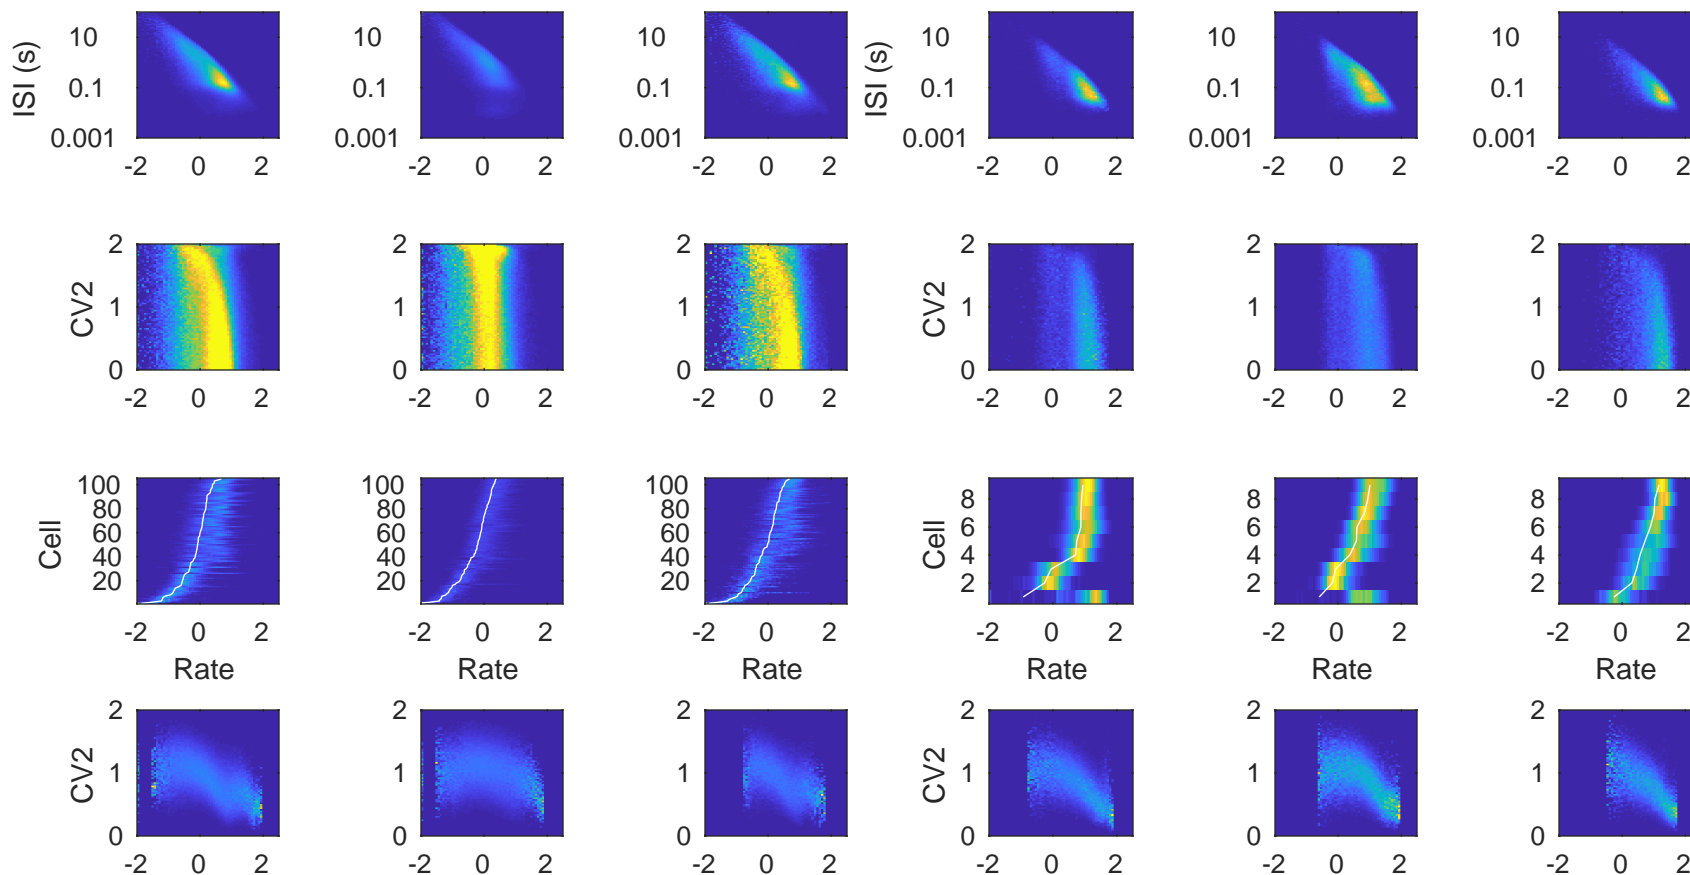 ISI (s) 10 0.1 0.001 10 0.1 0.001 10 0.1 0.001 ISI (s) 10 0.1 0.001 10 0.1 0.001 10 0.1 0.001
-2 0 2 -2 0 2 -2 0 2 -2 0 2 -2 0 2 -2 0 2
CV2 2 1 0 2 1 0 2 1 0 CV2 2 1 0 2 1 0 2 1 0
-2 0 2 -2 0 2 -2 0 2 -2 0 2 -2 0 2 -2 0 2
Cell 100 80 60 40 20 100 80 60 40 20 100 80 60 40 20 Cell 8 6 4 2 8 6 4 2 8 6 4 2
-2 0 2 -2 0 2 -2 0 2 -2 0 2 -2 0 2 -2 0 2
Rate Rate Rate Rate Rate Rate
CV2 2 1 0 2 1 0 2 1 0 CV2 2 1 0 2 1 0 2 1 0
-2 0 2 -2 0 2 -2 0 2 -2 0 2 -2 0 2 -2 0 2